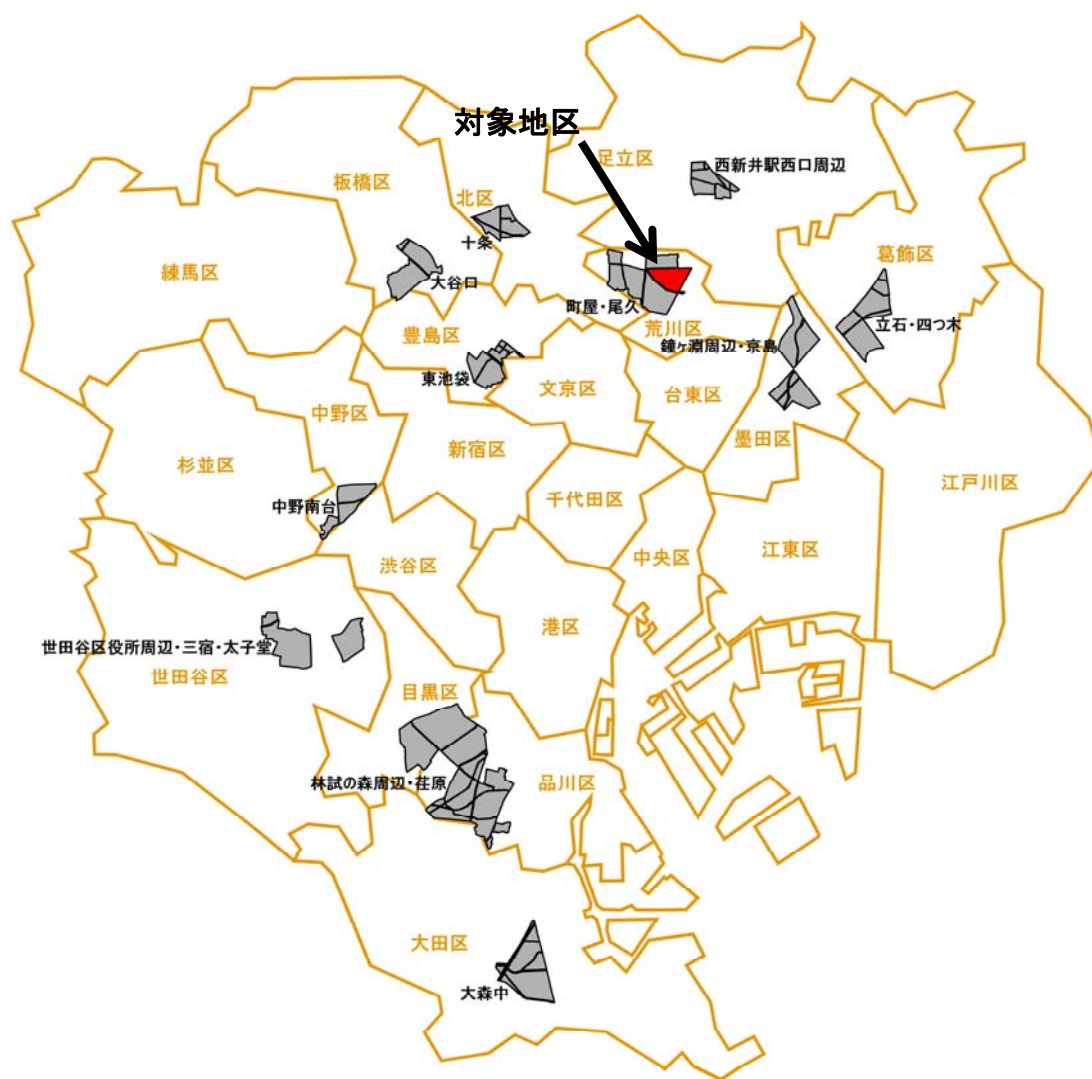 対象地区
足立区
西新井駅西口周辺
板橋区
北区
十条
葛飾区
練馬区
大谷口
町屋・尾久
立石・四つ木
荒川区
豊島区
鐘ヶ淵周辺・京島
東池袋
文京区
台東区
中野区
墨田区
新宿区
杉並区
江戸川区
千代田区
中野南台
江東区
中央区
渋谷区
港区
世田谷区役所周辺・三宿・太子堂
世田谷区
目黒区
林試の森周辺・荏原
品川区
大田区
大森中